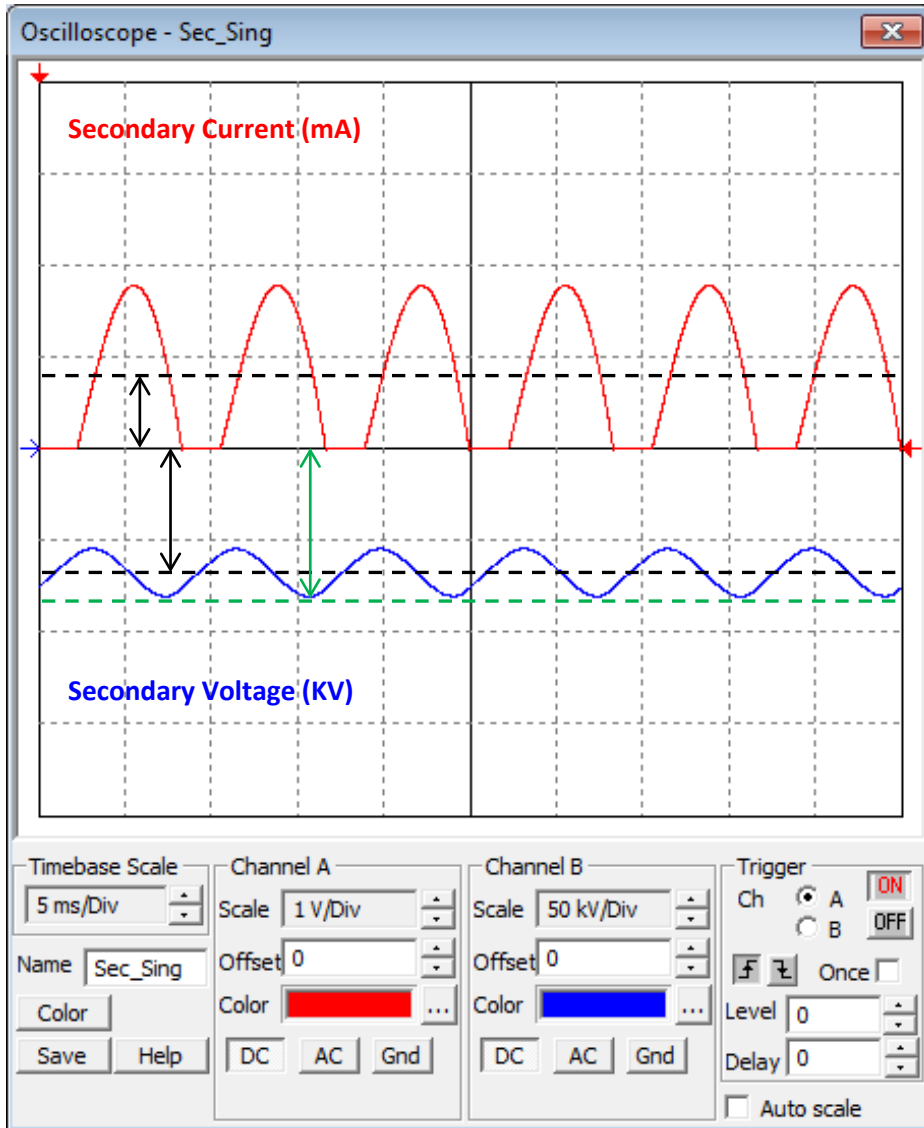 Oscilloscope - Sec_Sing
Secondary Current (mA)
Secondary Voltage (KV)
Timebase Scale
5 ms/Div
Name Sec_Sing
Color
Save Help
Channel A
Scale 1 V/Div
Offset 0
Color ...
DC AC Gnd
Channel B
Scale 50 kV/Div
Offset 0
Color ...
DC AC Gnd
Trigger
Ch A ON
B OFF
Once
Level 0
Delay 0
Auto scale